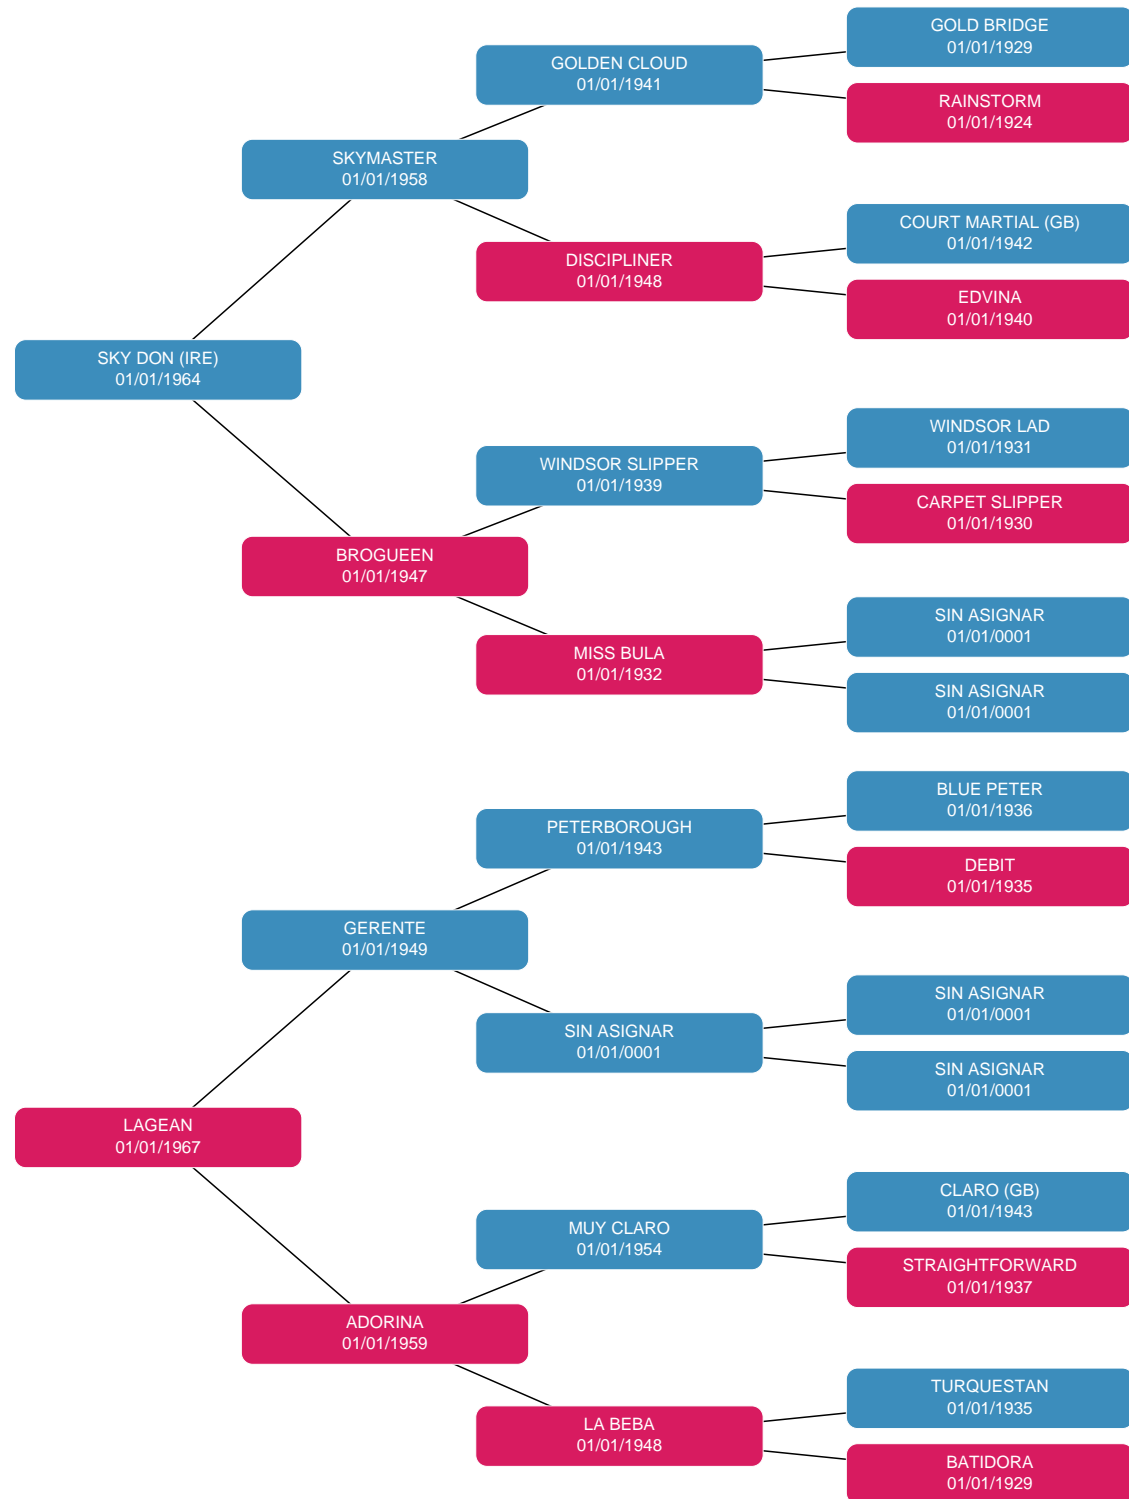 GOLD BRIDGE
01/01/1929
GOLDEN CLOUD
01/01/1941
RAINSTORM
01/01/1924
SKYMASTER
01/01/1958
COURT MARTIAL (GB)
01/01/1942
DISCIPLINER
01/01/1948
EDVINA
01/01/1940
SKY DON (IRE)
01/01/1964
WINDSOR LAD
01/01/1931
WINDSOR SLIPPER
01/01/1939
CARPET SLIPPER
01/01/1930
BROGUEEN
01/01/1947
SIN ASIGNAR
01/01/0001
MISS BULA
01/01/1932
SIN ASIGNAR
01/01/0001
BLUE PETER
01/01/1936
PETERBOROUGH
01/01/1943
DEBIT
01/01/1935
GERENTE
01/01/1949
SIN ASIGNAR
01/01/0001
SIN ASIGNAR
01/01/0001
SIN ASIGNAR
01/01/0001
LAGEAN
01/01/1967
CLARO (GB)
01/01/1943
MUY CLARO
01/01/1954
STRAIGHTFORWARD
01/01/1937
ADORINA
01/01/1959
TURQUESTAN
01/01/1935
LA BEBA
01/01/1948
BATIDORA
01/01/1929